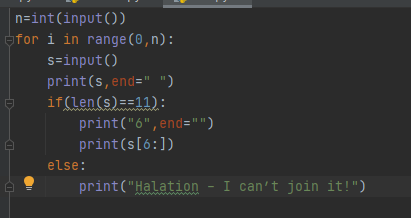 n=int(input())
for i in range(0,n):
    s=input()
    print(s,end=" ")
    if(len(s)==11):
        print("6",end="")
        print(s[6:])
    else:
        print("Halation - I can't join it!")